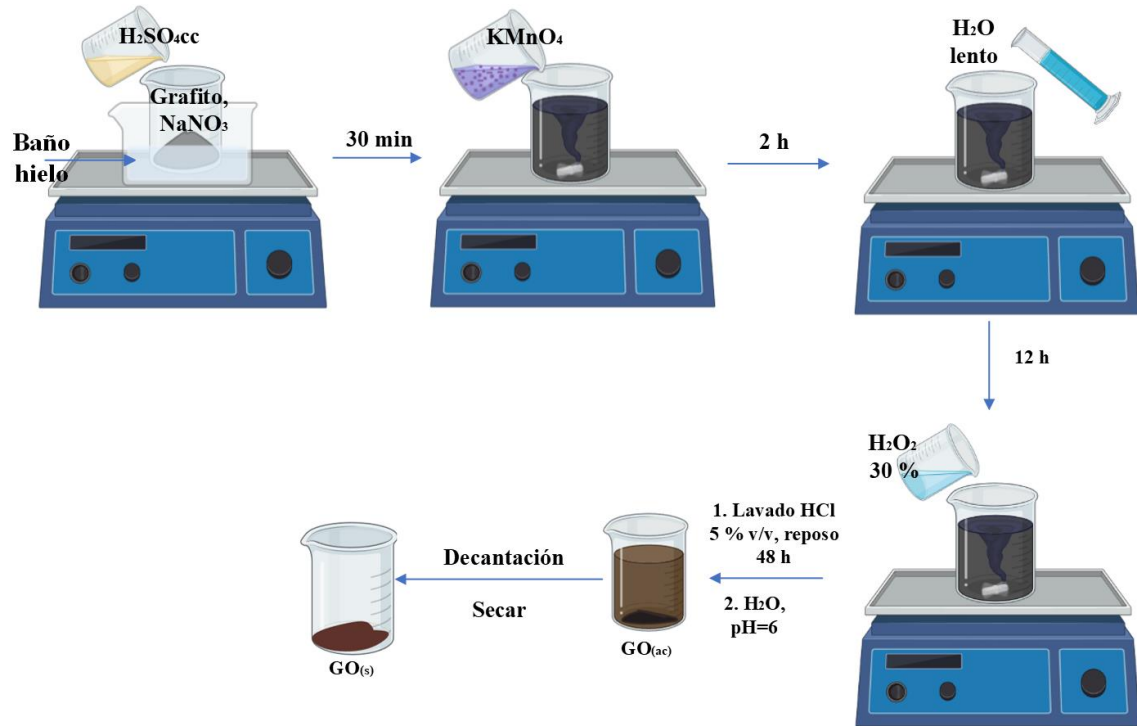 H₂SO₄cc
Grafito,
NaNO₃
Baño
hielo
30 min
KMnO₄
2 h
H₂O
lento
12 h
H₂O₂
30 %
1. Lavado HCl
5 % v/v, reposo
48 h
2. H₂O,
pH=6
GO(ac)
Decantación
Secar
GO(s)